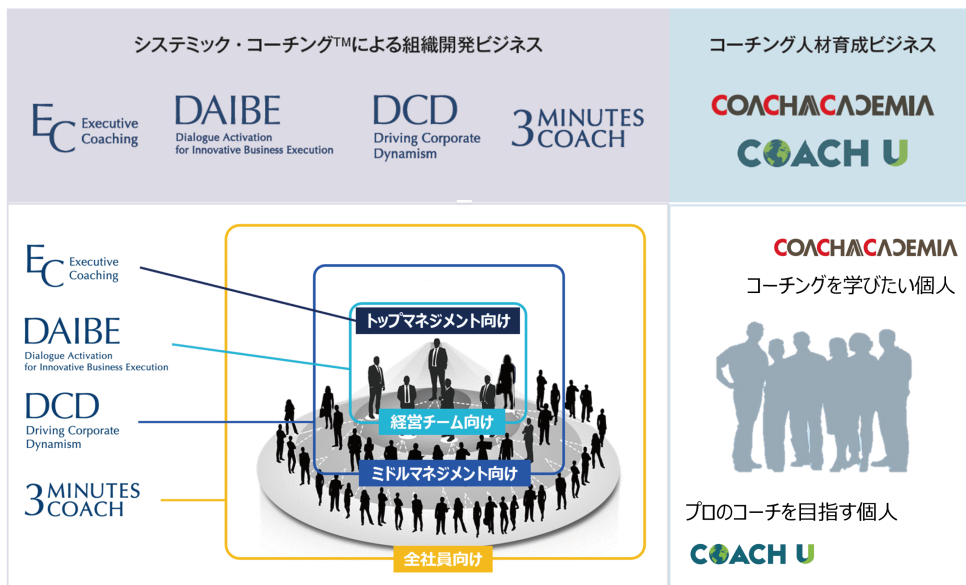 システミック・コーチング™による組織開発ビジネス
コーチング人材育成ビジネス
EC Executive
Coaching
DAIBE
Dialogue Activation
for Innovative Business Execution
DCD
Driving Corporate
Dynamism
3 MINUTES
COACH
COACH ACADEMIA
COACH U
EC Executive
Coaching
DAIBE
Dialogue Activation
for Innovative Business Execution
DCD
Driving Corporate
Dynamism
3 MINUTES
COACH
トップマネジメント向け
経営チーム向け
ミドルマネジメント向け
全社員向け
COACH ACADEMIA
コーチングを学びたい個人
プロのコーチを目指す個人
COACH U